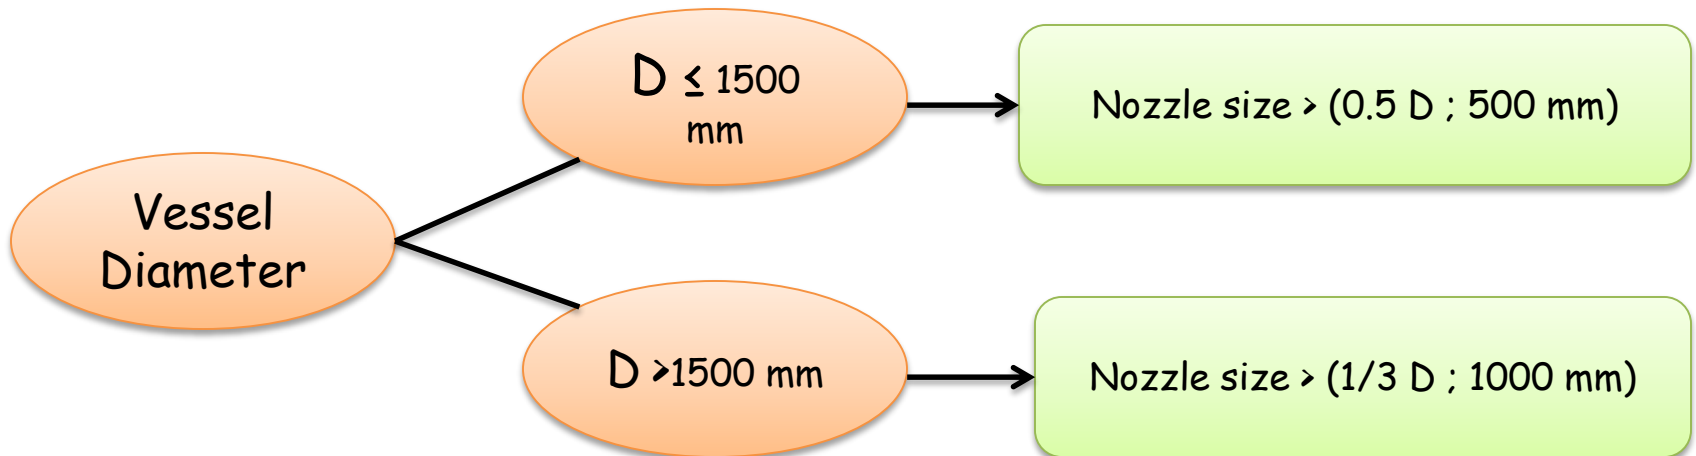 D ≤ 1500
mm
Nozzle size > (0.5 D ; 500 mm)
Vessel
Diameter
D >1500 mm
Nozzle size > (1/3 D ; 1000 mm)